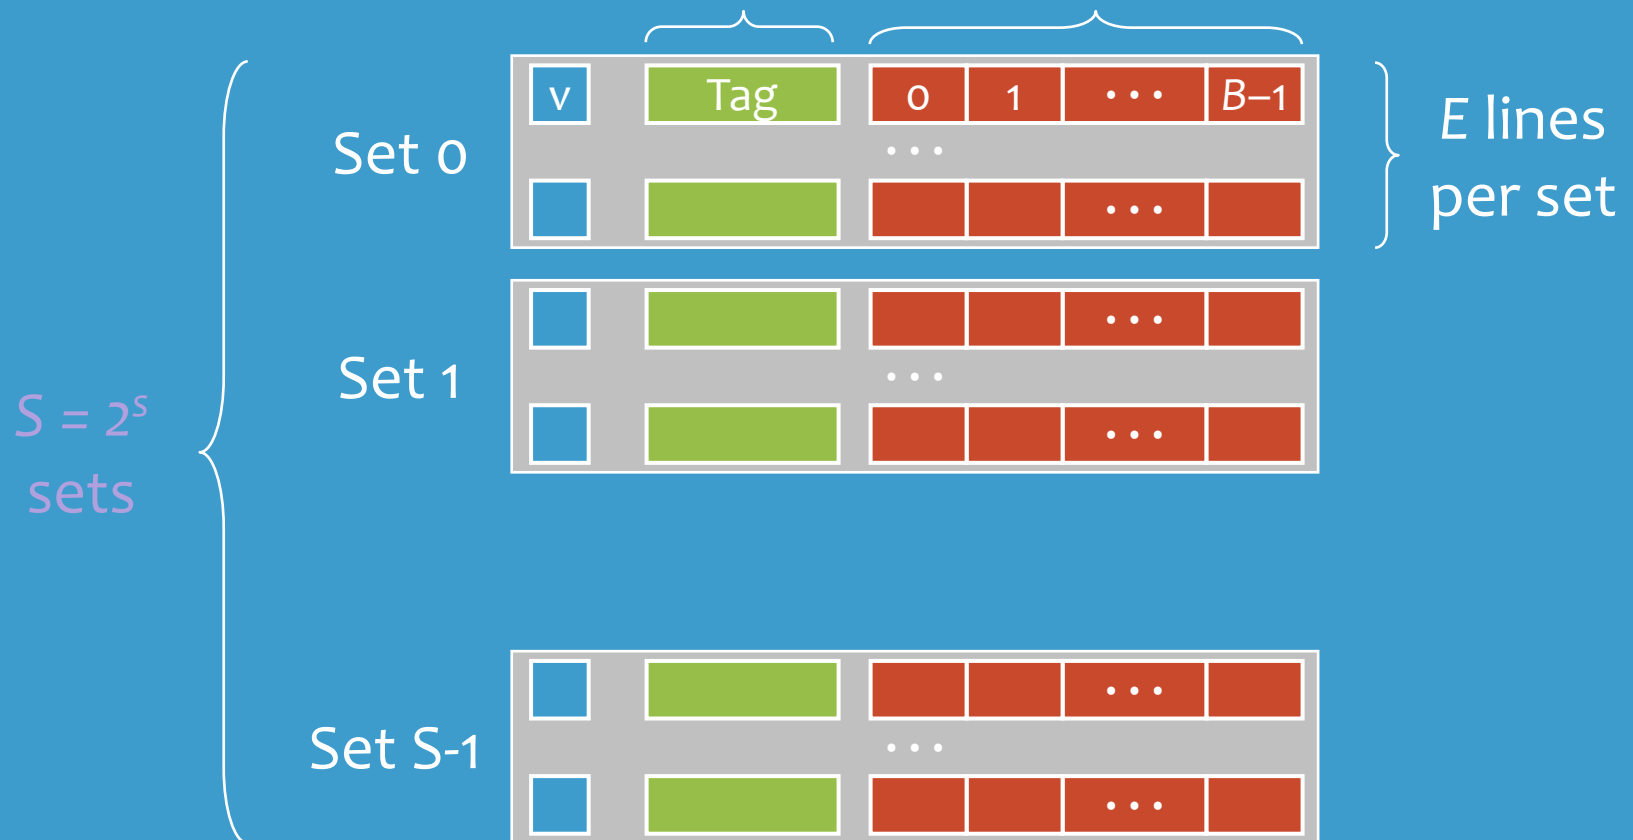 v Tag 0 1 ... B–1
Set 0
...
...
E lines
per set
...
Set 1
...
...
S = 2ˢ
sets
...
Set S-1
...
...